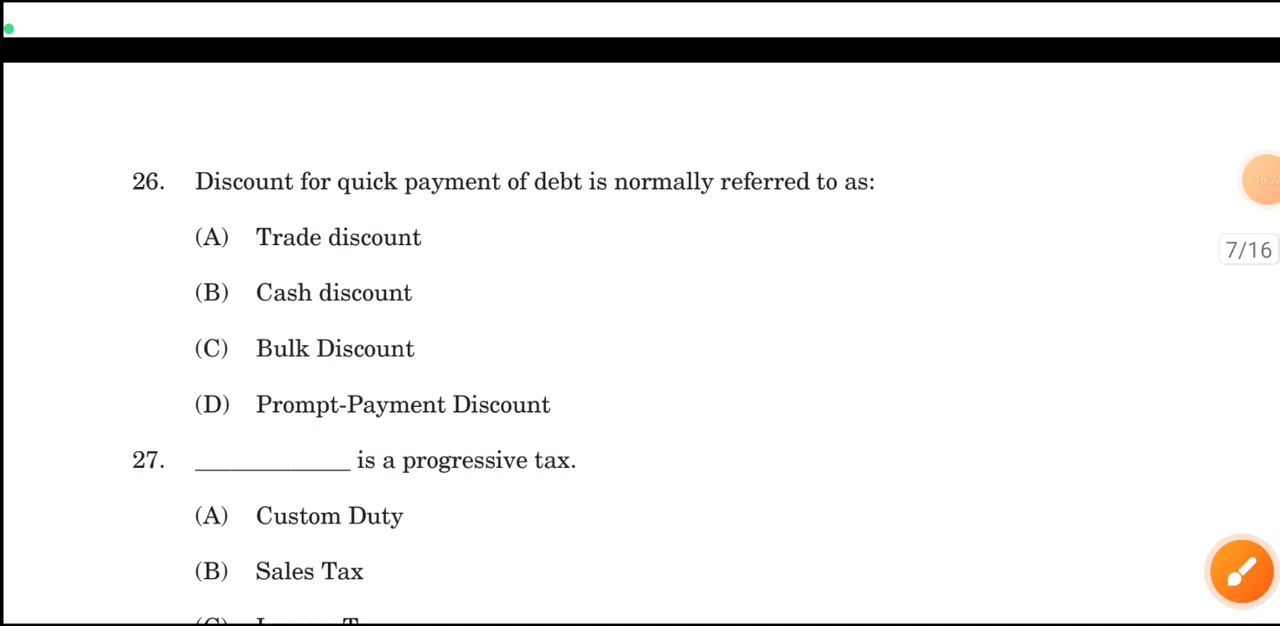 26. Discount for quick payment of debt is normally referred to as:
(A) Trade discount
7/16
(B) Cash discount
(C) Bulk Discount
(D) Prompt-Payment Discount
27. ____________ is a progressive tax.
(A) Custom Duty
(B) Sales Tax